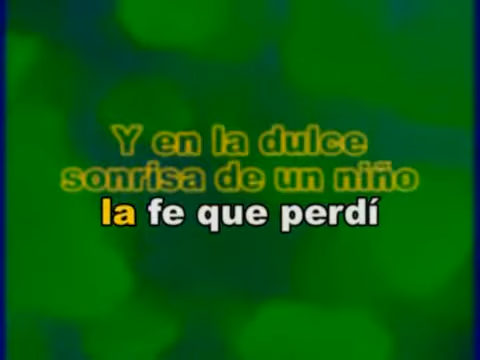 Y en la dulce
sonrisa de un niño
la fe que perdí